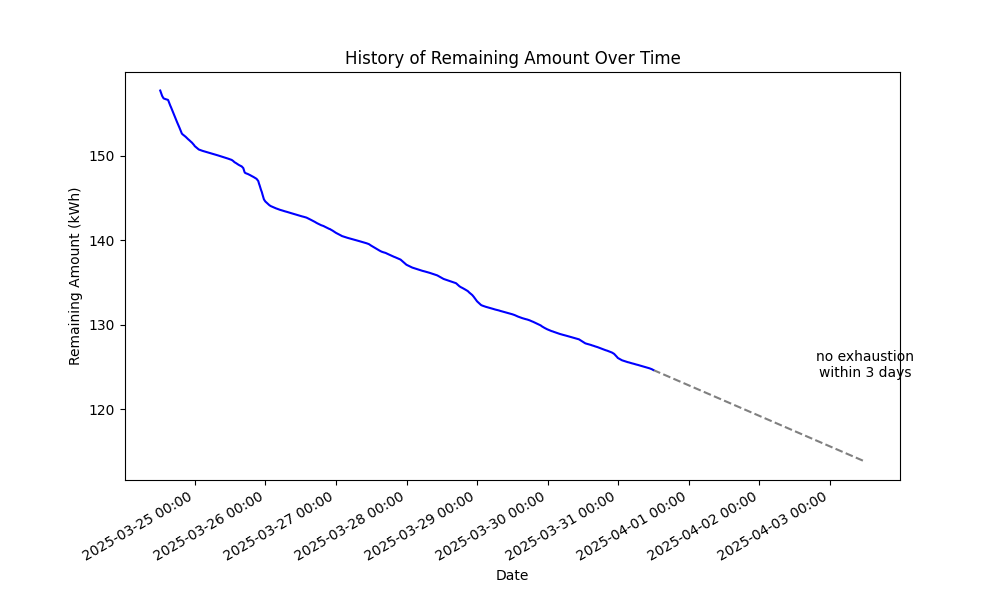 History of Remaining Amount Over Time
Remaining Amount (kWh)
150
140
130
120
no exhaustion
within 3 days
2025-03-25 00:00
2025-03-26 00:00
2025-03-27 00:00
2025-03-28 00:00
2025-03-29 00:00
2025-03-30 00:00
2025-03-31 00:00
2025-04-01 00:00
2025-04-02 00:00
2025-04-03 00:00
Date